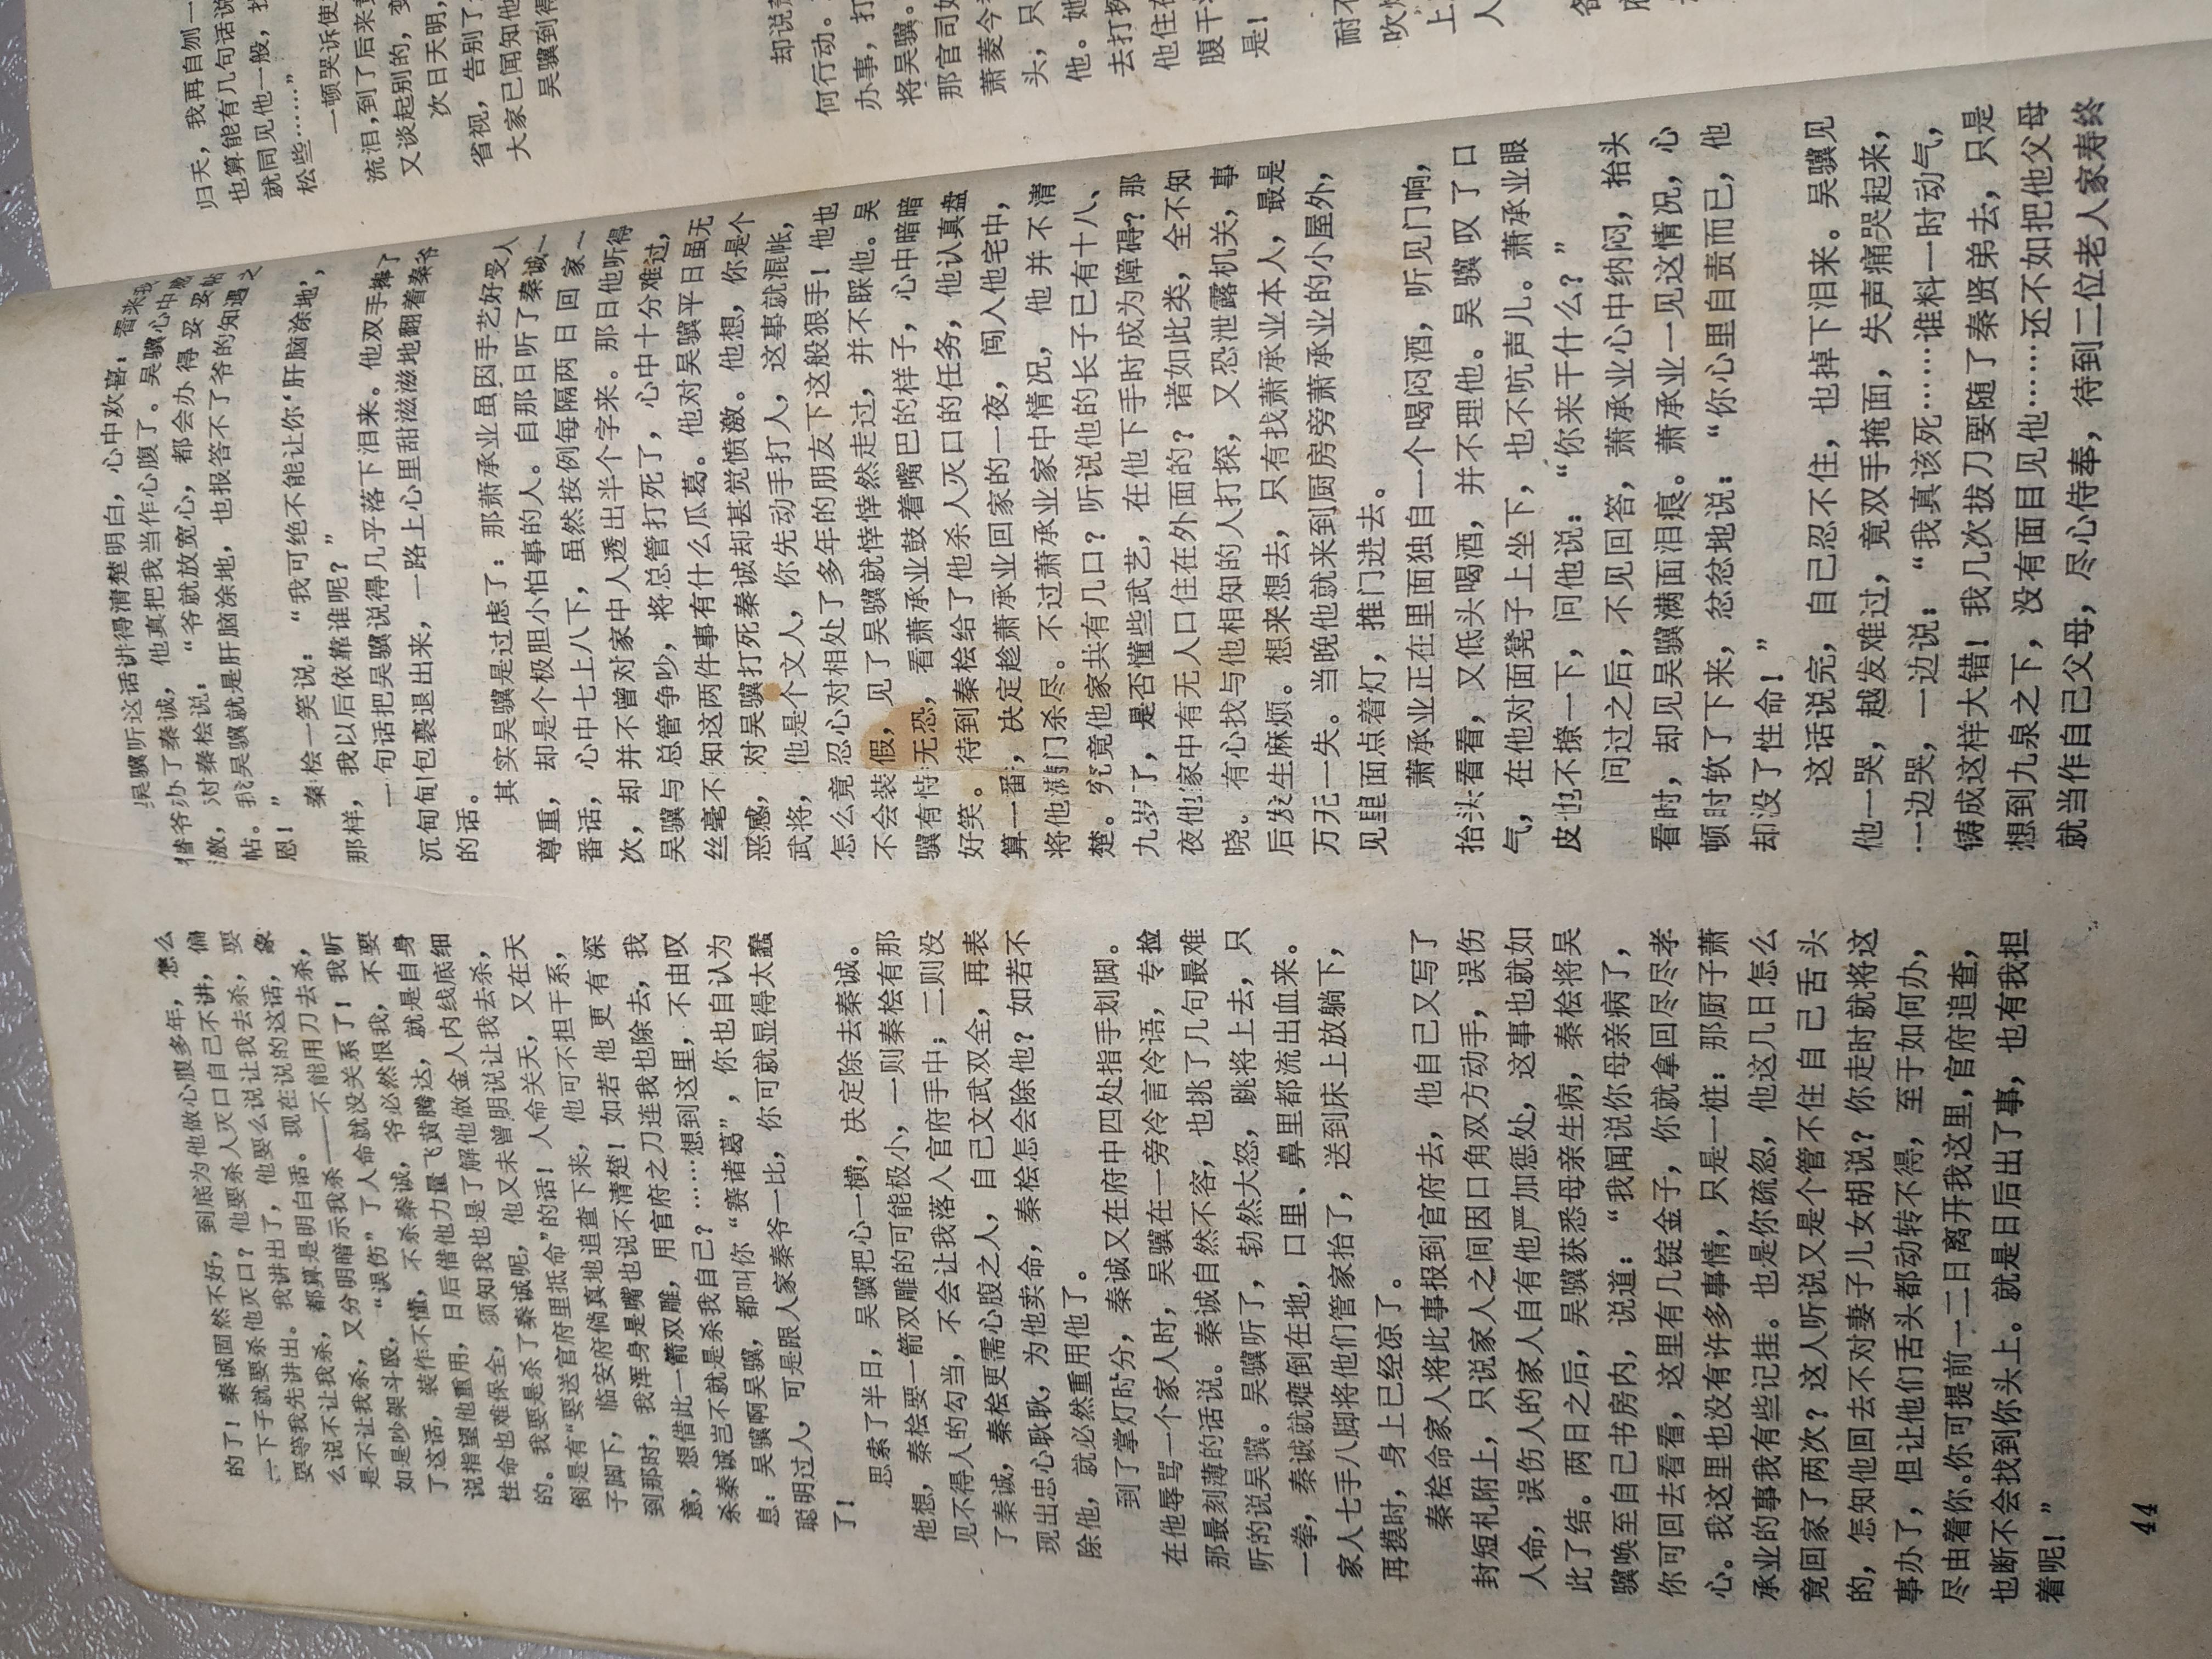 的了！秦诚固然不好，到底为他做心腹多年，怎么
一下子就要杀他灭口？他要杀人灭口自己不讲，偏
要等我先讲出。我讲出了，他要么说让我去杀，要
么说不让我杀，都算是明白话。现在说的这话，象
是不让我杀，又分明暗示我杀——不能用刀去杀，
如是吵架斗殴，“误伤”了人命就没关系了！我听
了这话，装作不懂，不杀秦诚，爷必然恨我，不要
说指望他重用，日后借他力量飞黄腾达，就是自身
性命也难保全，须知我也是了解他做金人内线底细
的。我要是杀了秦诚呢，他又未曾明说让我去杀，
倒是有“要送官府里抵命”的话！人命关天，又在天
子脚下，临安府倘真地追查下来，他可不担干系，
到那时，我浑身是嘴也说不清楚！如若他更有深
意，想借此一箭双雕，用官府之刀连我也除去，我
杀秦诚岂不就是杀我自己？……想到这里，不由叹
息：吴骥啊吴骥，都叫你“赛诸葛”，你也自认为
聪明过人，可是跟人家秦爷一比，你可就显得太蠢
了！
思索了半日，吴骥把心一横，决定除去秦诚。
他想，秦桧要一箭双雕的可能极小，一则秦桧有那
见不得人的勾当，不会让我落入官府手中；二则没
了秦诚，秦桧更需心腹之人，自己文武双全，再表
现出忠心耿耿，为他卖命，秦桧怎会除他？如若不
除他，就必然重用他了。
到了掌灯时分，秦诚又在府中四处指手划脚。
在他辱骂一个家人时，吴骥在一旁冷言冷语，专捡
那最刻薄的话说。秦诚自然不容，也挑了几句最难
听的说吴骥。吴骥听了，勃然大怒，跳将上去，只
一拳，秦诚就瘫倒在地，口里、鼻里都流出血来。
家人七手八脚将他们管家抬了，送到床上放躺下，
再摸时，身上已经凉了。
秦桧命家人将此事报到官府去，他自己又写了
封短札附上，只说家人之间因口角双方动手，误伤
人命，误伤人的家人自有他严加惩处，这事也就如
此了结。两日之后，吴骥获悉母亲生病，秦桧将吴
骥唤至自己书房内，说道：“我闻说你母亲病了，
你可回去看看，这里有几锭金子，你就拿回尽尽孝
心。我这里也没有许多事情，只是一桩：那厨子萧
承业的事我有些记挂。也是你疏忽，他这几日怎么
竟回家了两次？这人听说又是个管不住自己舌头
的，怎知他回去不对妻子儿女胡说？你走时就将这
事办了，但让他们舌头都动转不得，至于如何办，
尽由着你。你可提前一二日离开我这里，官府追查，
也断不会找到你头上。就是日后出了事，也有我担
着呢！”
44
吴骥听这话讲得清楚明白，心中欢喜：看来我
替爷办了秦诚，他真把我当作心腹了。吴骥心中
激，对秦桧说：“爷就放宽心，都会办得妥妥帖
帖。我吴骥就是肝脑涂地，也报答不了爷的知遇之
恩！”
秦桧一笑说：“我可绝不能让你‘肝脑涂地’，
那样，我以后依靠谁呢？”
一句话把吴骥说得几乎落下泪来。他双手捧了
沉甸甸包裹退出来，一路上心里甜滋滋地翻着秦爷
的话。
其实吴骥是过虑了：那萧承业虽因手艺好受人
尊重，却是个极胆小怕事的人。自那日听了秦诚一
番话，心中七上八下，虽然按例每隔两日回家一
次，却并不曾对家中人透出半个字来。那日他听得
吴骥与总管争吵，将总管打死了，心中十分难过，
丝毫不知这两件事有什么瓜葛。他对吴骥平日虽无
恶感，对吴骥打死秦诚却甚觉愤激。他想，你是个
武将，他是个文人，你先动手打人，这事就混帐，
怎么竟忍心对相处了多年的朋友下这般狠手！他也
不会装假，见了吴骥就悻悻然走过，并不睬他。吴
骥有恃无恐，看萧承业鼓着嘴巴的样子，心中暗暗
好笑。待到秦桧给了他杀人灭口的任务，他认真盘
算一番，决定趁萧承业回家的一夜，闯入他宅中，
将他满门杀尽。不过萧承业家中情况，他并不清
楚。究竟他家共有几口？听说他的长子已有十八、
九岁了，是否懂些武艺，在他下手时成为障碍？那
夜他家中有无人口住在外面的？诸如此类，全不知
晓。有心找与他相知的人打探，又恐泄露机关，事
后发生麻烦。想来想去，只有找萧承业本人，最是
万无一失。当晚他就来到厨房旁萧承业的小屋外，
见里面点着灯，推门进去。
萧承业正在里面独自一个喝闷酒，听见门响，
抬头看看，又低头喝酒，并不理他。吴骥叹了口
气，在他对面凳子上坐下，也不吭声儿。萧承业眼
皮也不撩一下，问他说：“你来干什么？”
问过之后，不见回答，萧承业心中纳闷，抬头
看时，却见吴骥满面泪痕。萧承业一见这情况，心
顿时软了下来，忿忿地说：“你心里自责而已，他
却没了性命！”
这话说完，自己忍不住，也掉下泪来。吴骥见
他一哭，越发难过，竟双手掩面，失声痛哭起来，
一边哭，一边说：“我真该死……谁料一时动气，
铸成这样大错！我几次拔刀要随了秦贤弟去，只是
想到九泉之下，没有面目见他……还不如把他父母
就当作自己父母，尽心侍奉，待到二位老人家寿终
归天，我再自刎一
也算能有几句话说
就同见他一般，
松些……”
一顿哭诉使
流泪，到了后来竟
又谈起别的，变
次日天明，
省视，告别了
大家已闻知他
吴骥到得
却说萧
何行动。
办事，打
将吴骥。
那官司如
萧菱今
头，只
他。她
去打探
他住在
腹干
是！
耐不
吹
上
人